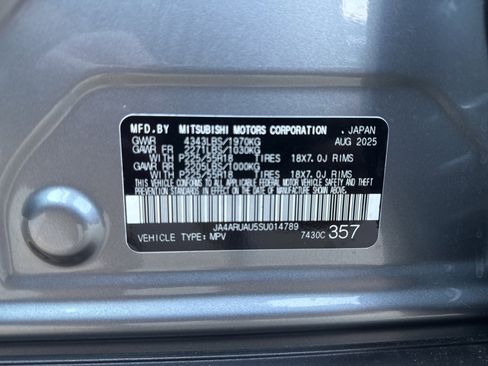 MFD.BY MITSUBISHI MOTORS CORPORATION , JAPAN
GVWR 4343LBS/1970KG AUG 2025
GAWR FR 2271LBS/1030KG
WITH P225/55R18 TIRES 18X7.0J RIMS
GAWR RR 2205LBS/1000KG
WITH P225/55R18 TIRES 18X7.0J RIMS
THIS VEHICLE CONFORMS TO ALL APPLICABLE FEDERAL MOTOR VEHICLE SAFETY AND THEFT
PREVENTION STANDARDS IN EFFECT ON THE DATE OF MANUFACTURE SHOWN ABOVE.
JA4ARUAU5SU014789
VEHICLE TYPE: MPV 7430C 357